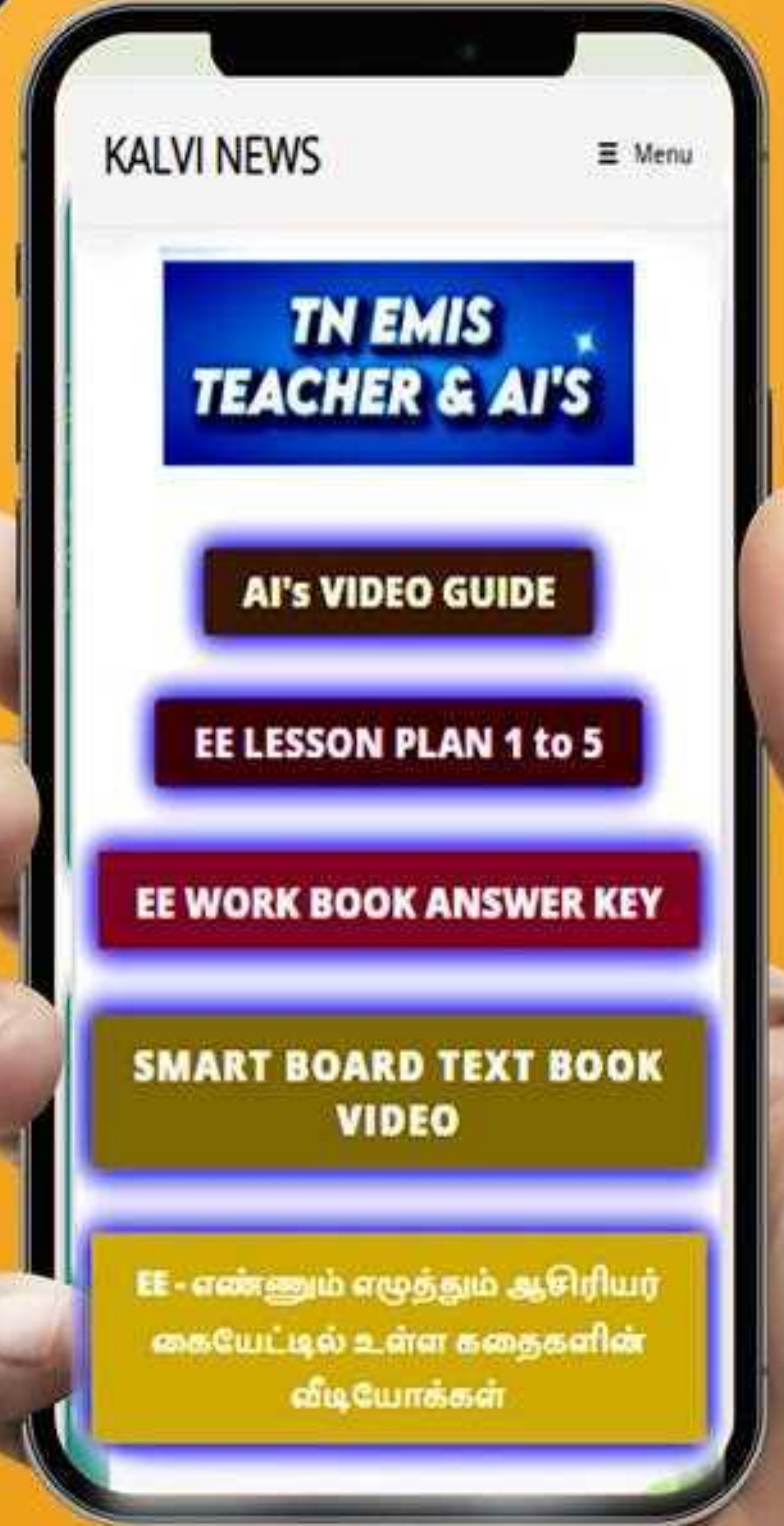 KALVI NEWS
☰ Menu
TN EMIS
TEACHER & AI'S
AI's VIDEO GUIDE
EE LESSON PLAN 1 to 5
EE WORK BOOK ANSWER KEY
SMART BOARD TEXT BOOK
VIDEO
EE - எண்ணும் எழுத்தும் ஆசிரியர்
கையேட்டில் உள்ள கதைகளின்
வீடியோக்கள்